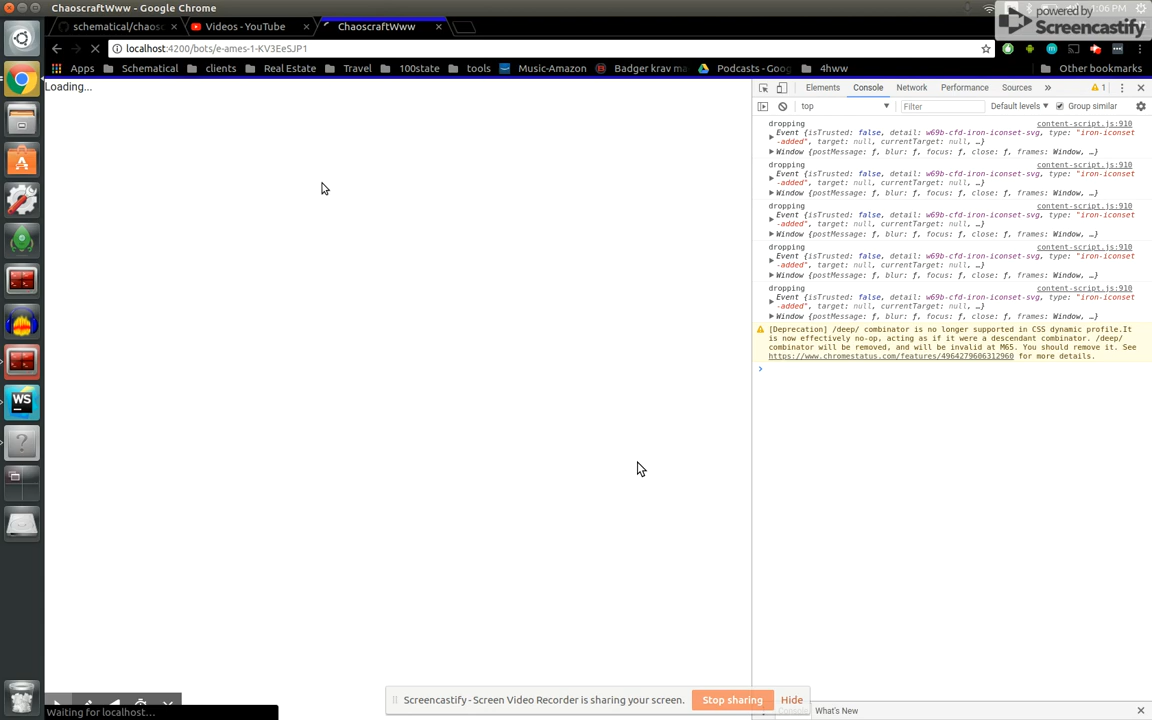 ChaoscraftWww - Google Chrome
1:06 PM
powered by
Screencastify
schematical/chaos
Videos - YouTube
ChaoscraftWww
localhost:4200/bots/e-ames-1-KV3EeSJP1
Apps Schematical clients Real Estate Travel 100state tools Music-Amazon Badger krav ma Podcasts - Goog 4hww Other bookmarks
Loading...
Elements Console Network Performance Sources » 1
top Filter Default levels Group similar
dropping content-script.js:910
Event {isTrusted: false, detail: w69b-cfd-iron-iconset-svg, type: "iron-iconset
-added", target: null, currentTarget: null, …}
Window {postMessage: ƒ, blur: ƒ, focus: ƒ, close: ƒ, frames: Window, …}
dropping content-script.js:910
Event {isTrusted: false, detail: w69b-cfd-iron-iconset-svg, type: "iron-iconset
-added", target: null, currentTarget: null, …}
Window {postMessage: ƒ, blur: ƒ, focus: ƒ, close: ƒ, frames: Window, …}
dropping content-script.js:910
Event {isTrusted: false, detail: w69b-cfd-iron-iconset-svg, type: "iron-iconset
-added", target: null, currentTarget: null, …}
Window {postMessage: ƒ, blur: ƒ, focus: ƒ, close: ƒ, frames: Window, …}
dropping content-script.js:910
Event {isTrusted: false, detail: w69b-cfd-iron-iconset-svg, type: "iron-iconset
-added", target: null, currentTarget: null, …}
Window {postMessage: ƒ, blur: ƒ, focus: ƒ, close: ƒ, frames: Window, …}
dropping content-script.js:910
Event {isTrusted: false, detail: w69b-cfd-iron-iconset-svg, type: "iron-iconset
-added", target: null, currentTarget: null, …}
Window {postMessage: ƒ, blur: ƒ, focus: ƒ, close: ƒ, frames: Window, …}
[Deprecation] /deep/ combinator is no longer supported in CSS dynamic profile.It
is now effectively no-op, acting as if it were a descendant combinator. /deep/
combinator will be removed, and will be invalid at M65. You should remove it. See
https://www.chromestatus.com/features/4964279606312960 for more details.
WS
Screencastify - Screen Video Recorder is sharing your screen. Stop sharing Hide
Console What's New
Waiting for localhost...